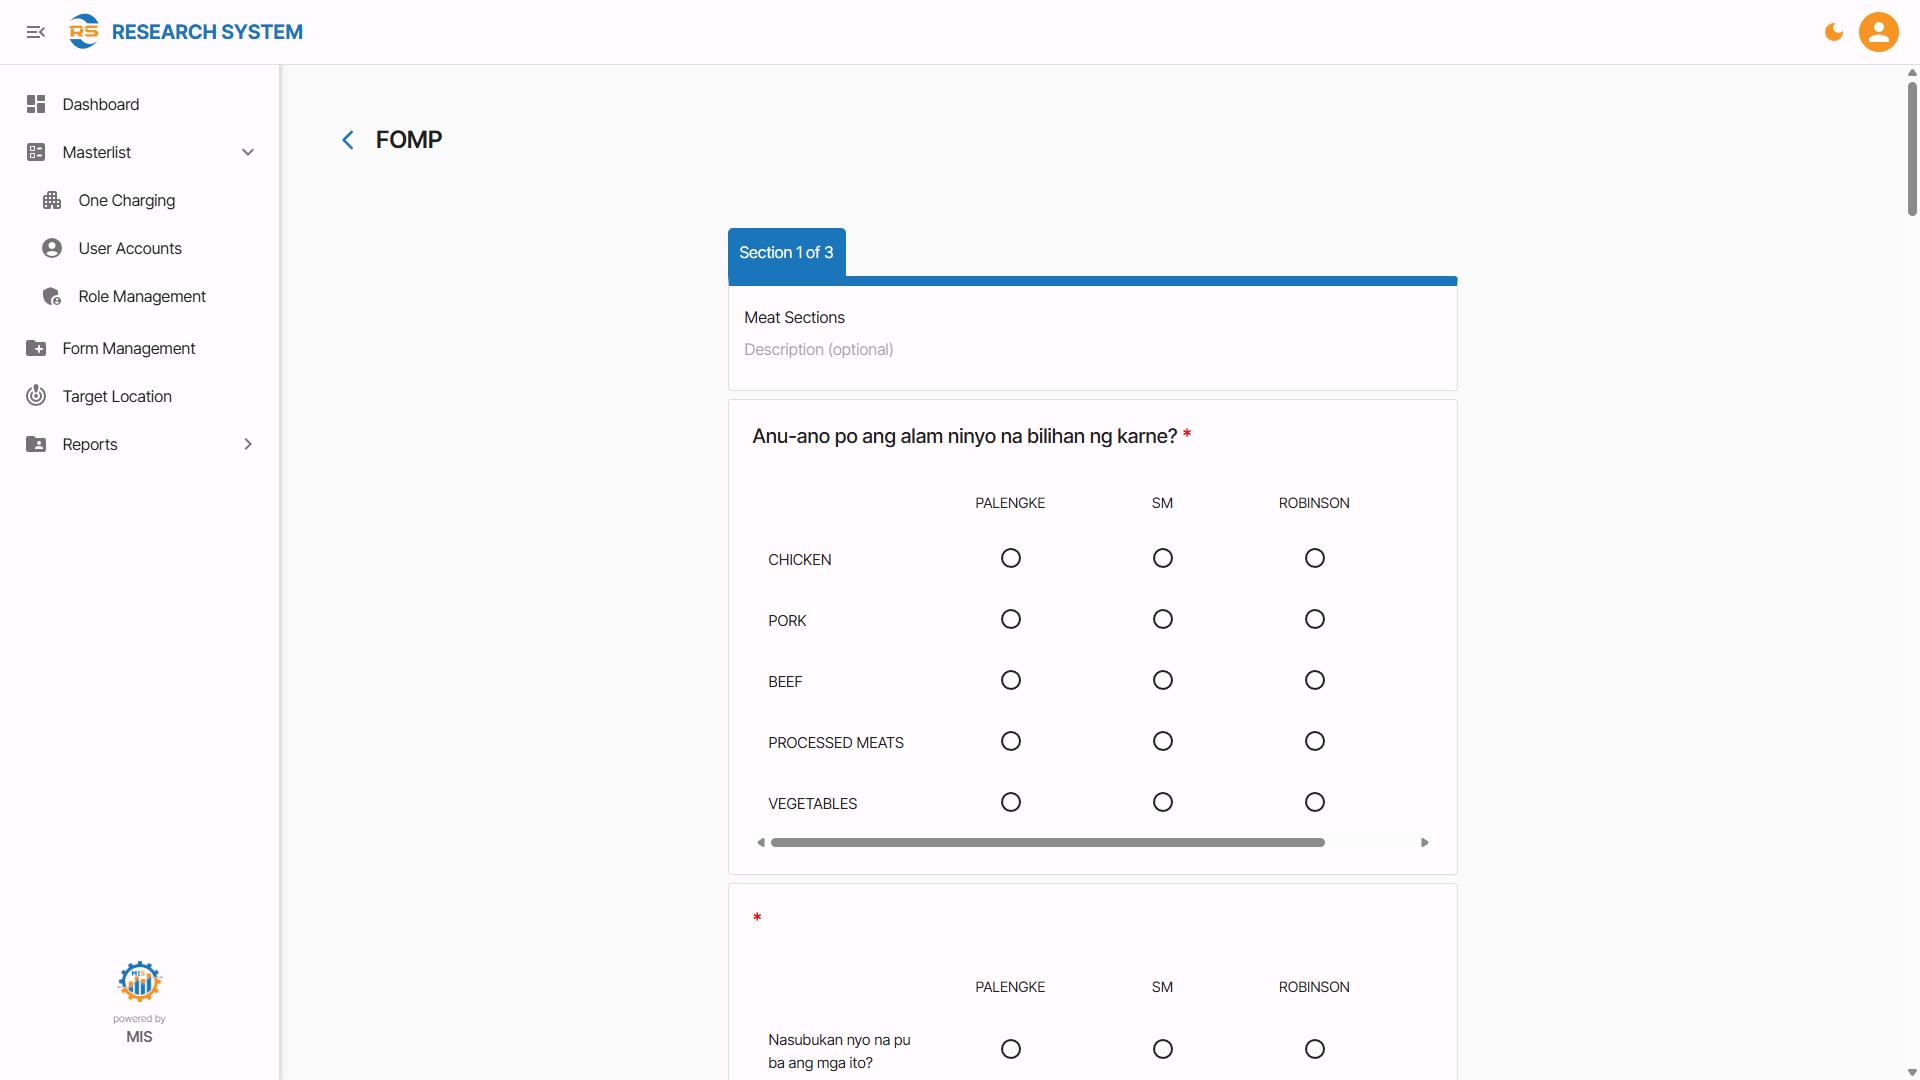 RS RESEARCH SYSTEM
Dashboard
Masterlist
One Charging
User Accounts
Role Management
Form Management
Target Location
Reports
MIS
powered by
MIS
FOMP
Section 1 of 3
Meat Sections
Description (optional)
Anu-ano po ang alam ninyo na bilihan ng karne? *
PALENGKE SM ROBINSON
CHICKEN
PORK
BEEF
PROCESSED MEATS
VEGETABLES
*
PALENGKE SM ROBINSON
Nasubukan nyo na pu
ba ang mga ito?